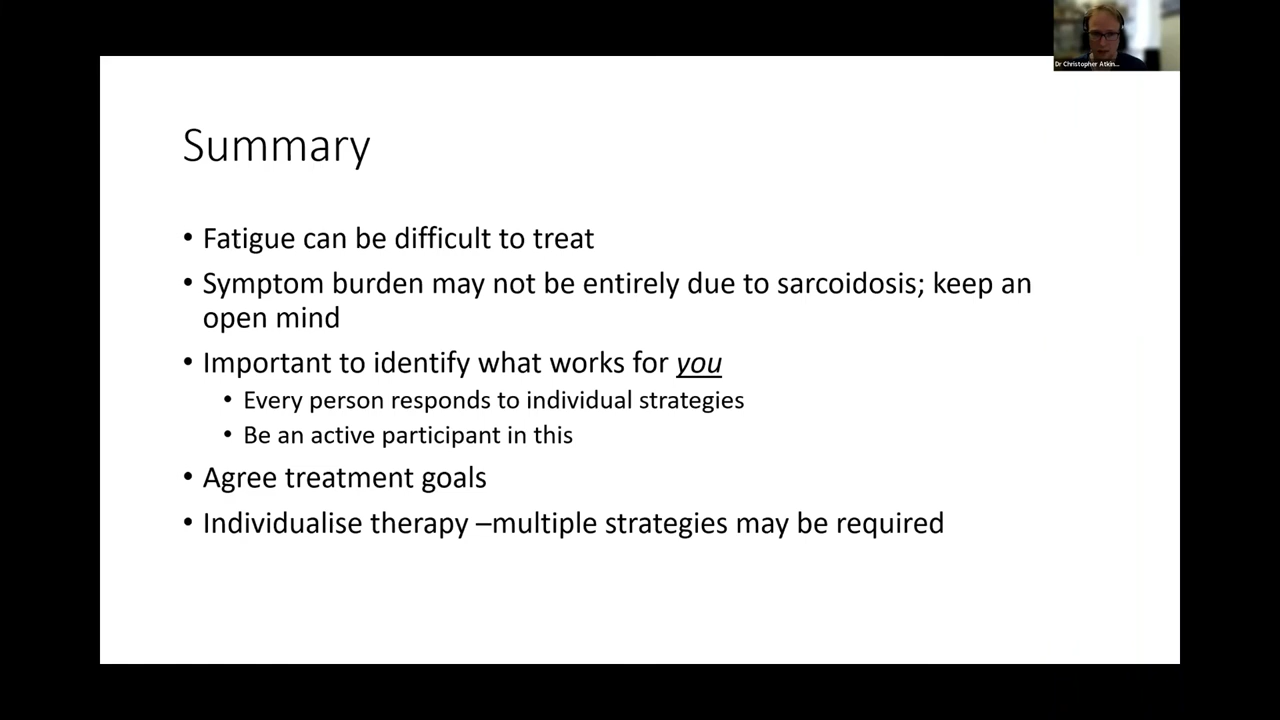 Dr Christopher Atkin...
Summary
• Fatigue can be difficult to treat
• Symptom burden may not be entirely due to sarcoidosis; keep an
open mind
• Important to identify what works for you
• Every person responds to individual strategies
• Be an active participant in this
• Agree treatment goals
• Individualise therapy –multiple strategies may be required